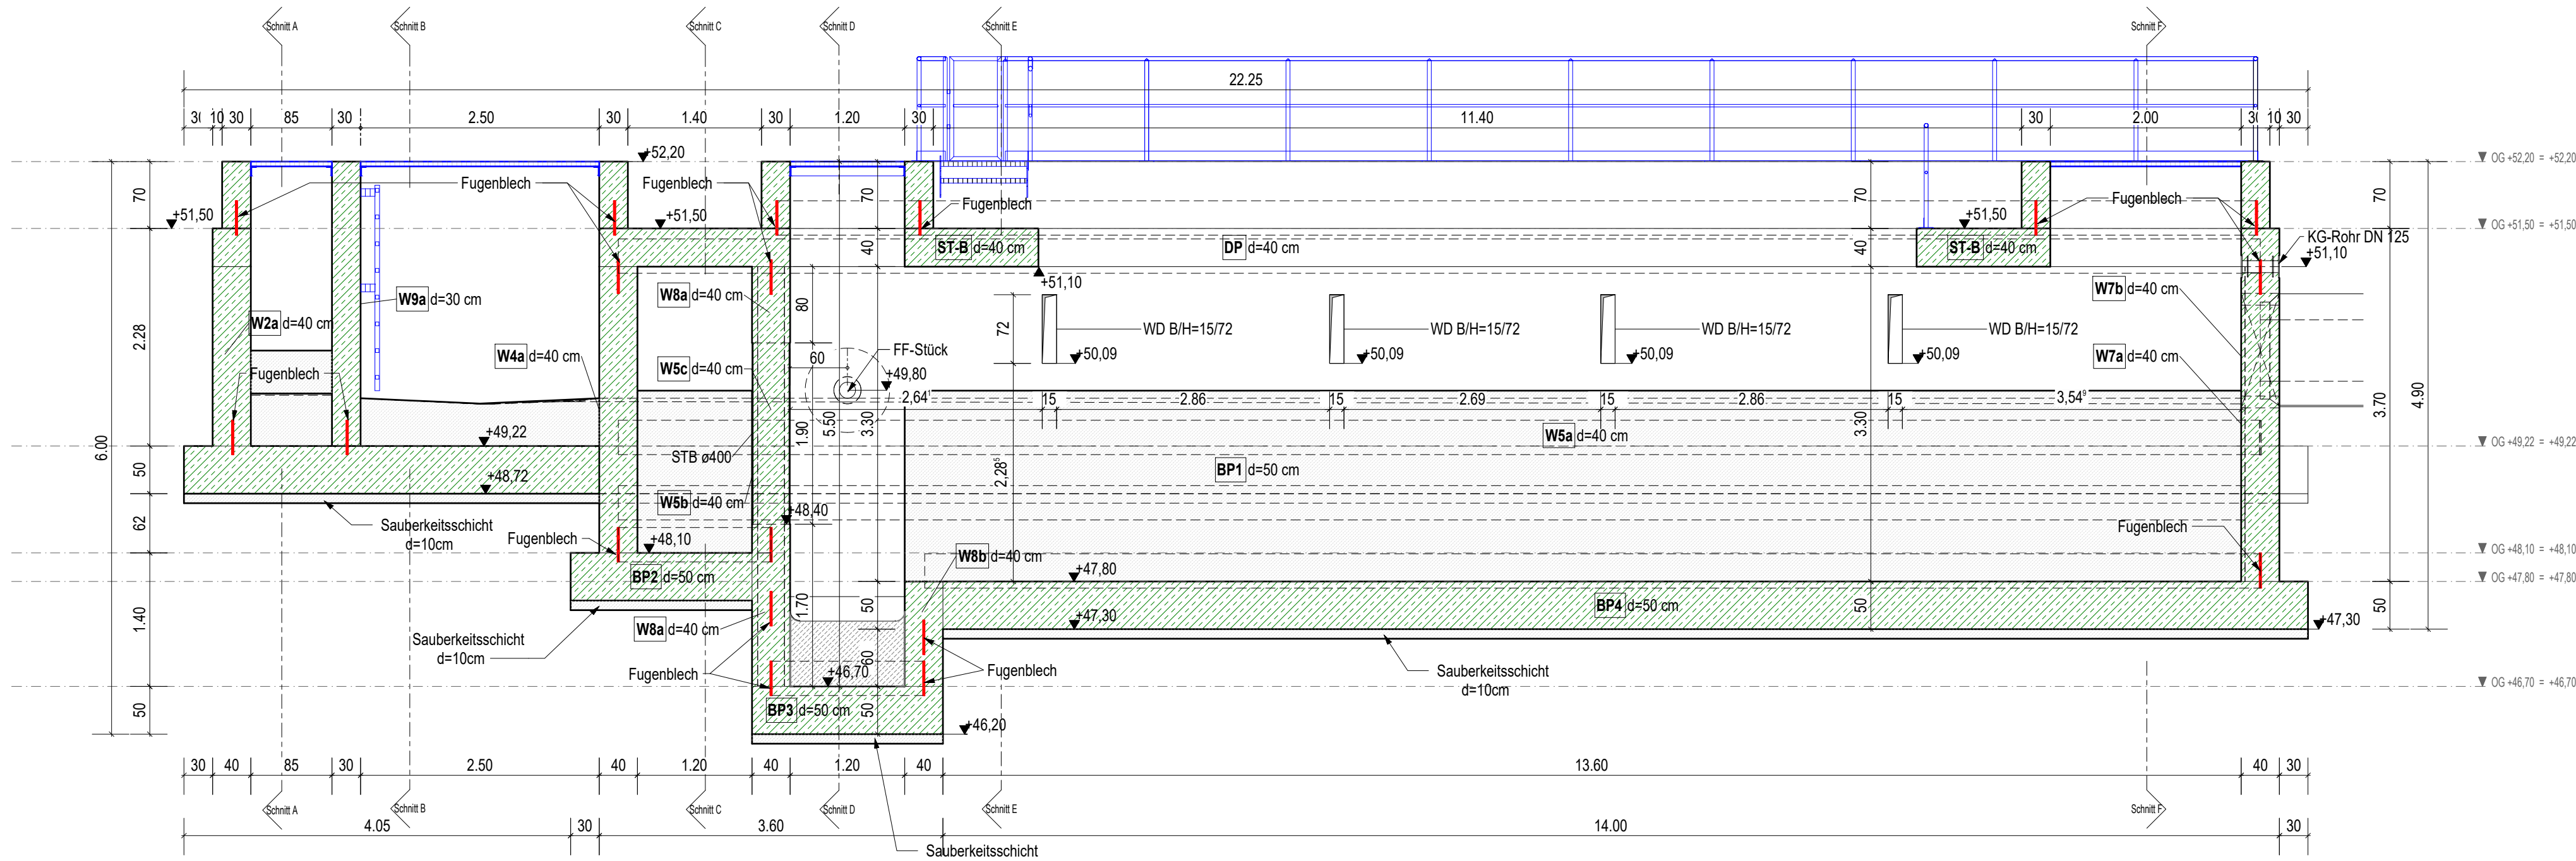 Schnitt A
Schnitt B
Schnitt C
Schnitt D
Schnitt E
Schnitt F
22.25
30 10 30 85 30 2.50 30 1.40 30 1.20 30 11.40 30 2.00 30 10 30
+52,20
OG +52,20 = +52,20
70
Fugenblech
Fugenblech
70
Fugenblech
70
Fugenblech
70
+51,50
+51,50
+51,50
OG +51,50 = +51,50
40
ST-B d=40 cm
DP d=40 cm
40
ST-B d=40 cm
KG-Rohr DN 125
+51,10
+51,10
W9a d=30 cm
W8a d=40 cm
80
W7b d=40 cm
W2a d=40 cm
2.28
72
WD B/H=15/72
WD B/H=15/72
WD B/H=15/72
WD B/H=15/72
+50,09
+50,09
+50,09
+50,09
W4a d=40 cm
60
FF-Stück
W7a d=40 cm
Fugenblech
W5c d=40 cm
+49,80
2,64¹ 15 2.86 15 2.69 15 2.86 15 3,54⁹
4.90
3.70
6.00
1.90
5.50
3.30
3.30
+49,22
W5a d=40 cm
OG +49,22 = +49,22
STB ø400
BP1 d=50 cm
2,28⁵
50
+48,72
W5b d=40 cm
+48,40
Sauberkeitsschicht
d=10cm
62
Fugenblech
+48,10
Fugenblech
OG +48,10 = +48,10
W8b d=40 cm
BP2 d=50 cm
+47,80
OG +47,80 = +47,80
1.40
1.70
50
BP4 d=50 cm
50
50
W8a d=40 cm
+47,30
+47,30
Sauberkeitsschicht
d=10cm
60
Fugenblech
+46,70
Fugenblech
Sauberkeitsschicht
d=10cm
OG +46,70 = +46,70
50
BP3 d=50 cm
50
+46,20
30 40 85 30 2.50 40 1.20 40 1.20 40 13.60 40 30
Schnitt A
Schnitt B
Schnitt C
Schnitt D
Schnitt E
Schnitt F
4.05 30 3.60 14.00 30
Sauberkeitsschicht